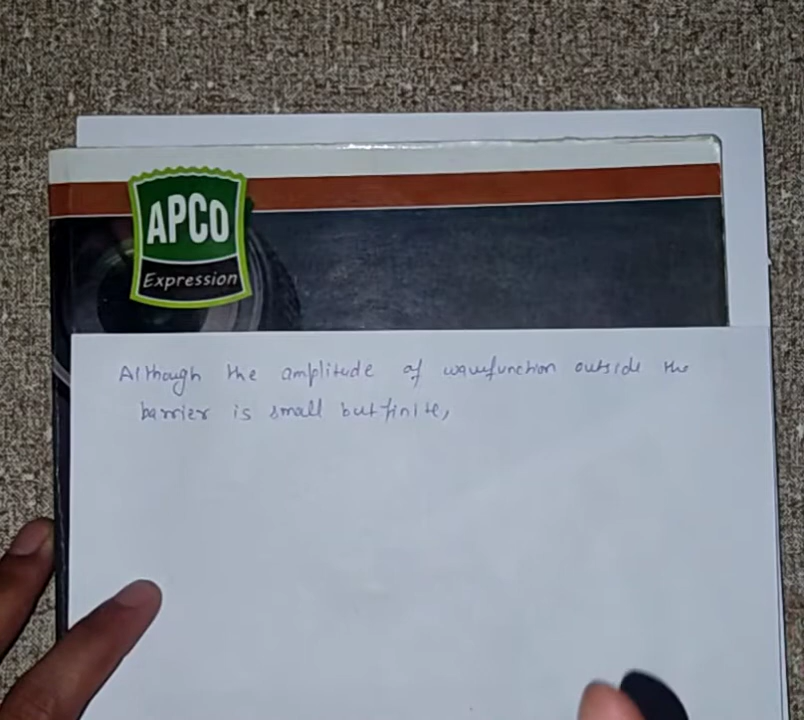 APCO
Expression
Although the amplitude of wavefunction outside the
barrier is small but finite,